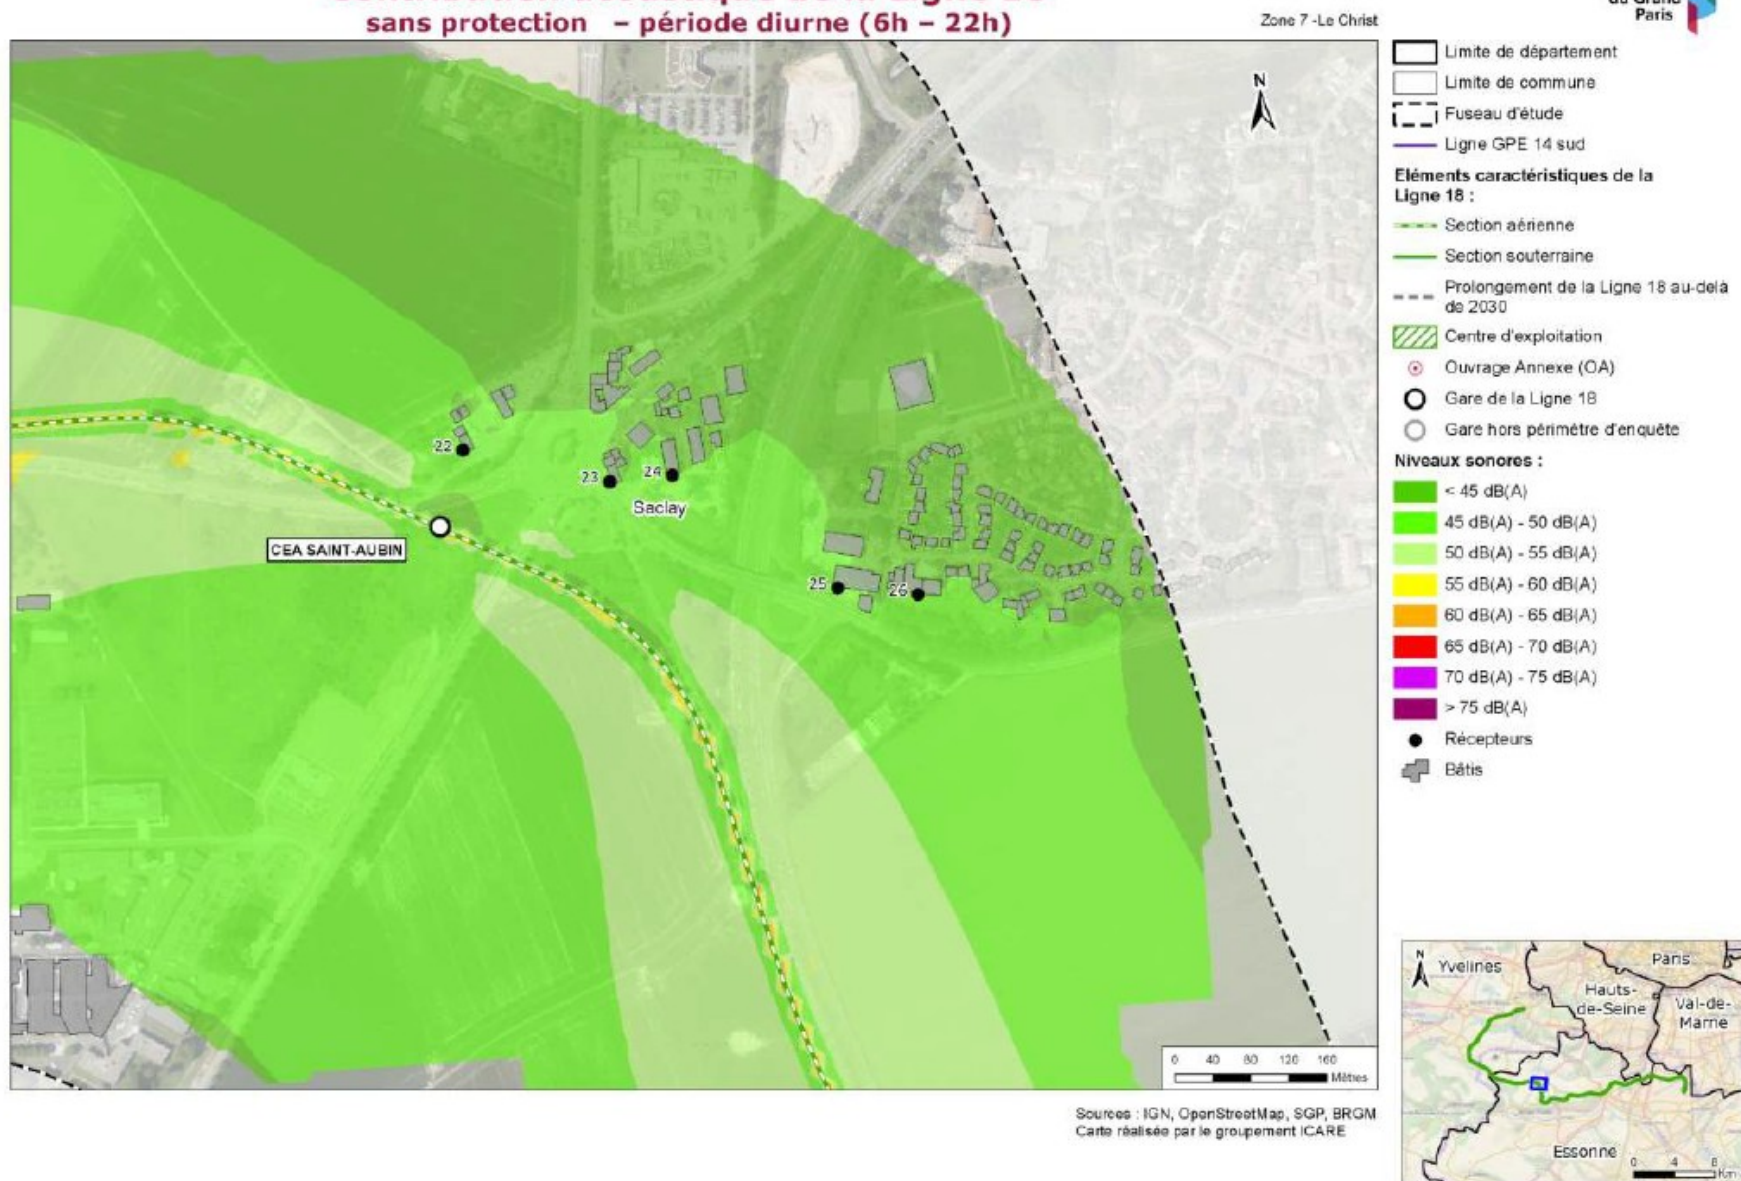 sans protection – période diurne (6h – 22h)
Zone 7 -Le Christ
du Grand
Paris
N
22
23
24
Saclay
CEA SAINT-AUBIN
25
26
0 40 80 120 160
Mètres
Limite de département
Limite de commune
Fuseau d'étude
Ligne GPE 14 sud
Eléments caractéristiques de la
Ligne 18 :
Section aérienne
Section souterraine
Prolongement de la Ligne 18 au-delà
de 2030
Centre d'exploitation
Ouvrage Annexe (OA)
Gare de la Ligne 18
Gare hors périmètre d'enquête
Niveaux sonores :
< 45 dB(A)
45 dB(A) - 50 dB(A)
50 dB(A) - 55 dB(A)
55 dB(A) - 60 dB(A)
60 dB(A) - 65 dB(A)
65 dB(A) - 70 dB(A)
70 dB(A) - 75 dB(A)
> 75 dB(A)
Récepteurs
Bâtis
N
Yvelines
Paris
Hauts-
de-Seine
Val-de-
Marne
Essonne
0 4 8
Km
Sources : IGN, OpenStreetMap, SGP, BRGM
Carte réalisée par le groupement ICARE